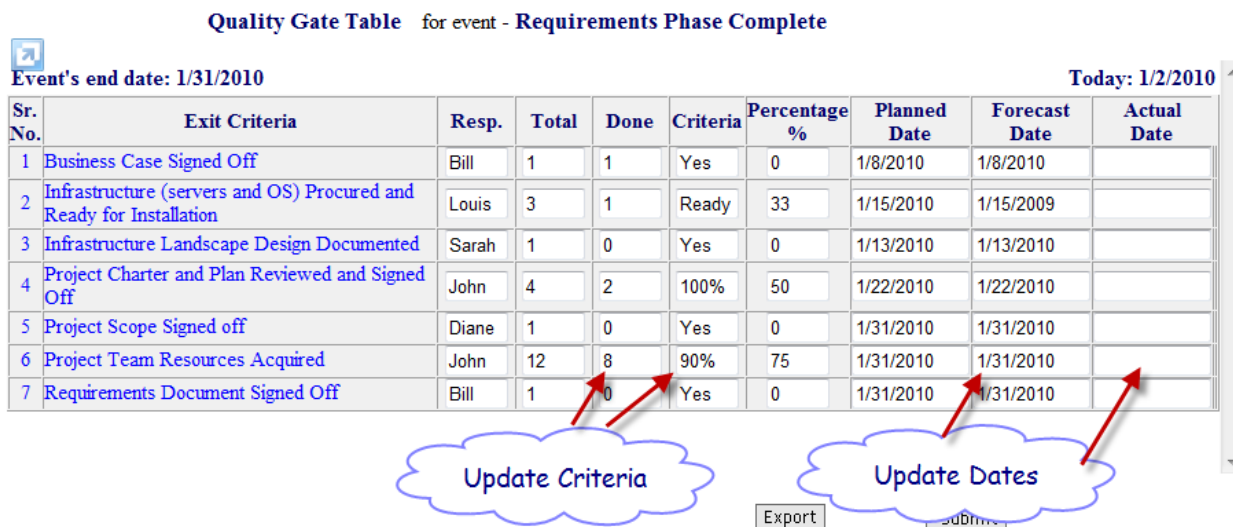 Quality Gate Table for event - Requirements Phase Complete
Event's end date: 1/31/2010 Today: 1/2/2010
Sr. No. Exit Criteria Resp. Total Done Criteria Percentage % Planned Date Forecast Date Actual Date
1 Business Case Signed Off Bill 1 1 Yes 0 1/8/2010 1/8/2010
2 Infrastructure (servers and OS) Procured and
Ready for Installation Louis 3 1 Ready 33 1/15/2010 1/15/2009
3 Infrastructure Landscape Design Documented Sarah 1 0 Yes 0 1/13/2010 1/13/2010
4 Project Charter and Plan Reviewed and Signed
Off John 4 2 100% 50 1/22/2010 1/22/2010
5 Project Scope Signed off Diane 1 0 Yes 0 1/31/2010 1/31/2010
6 Project Team Resources Acquired John 12 8 90% 75 1/31/2010 1/31/2010
7 Requirements Document Signed Off Bill 1 0 Yes 0 1/31/2010 1/31/2010
Update Criteria Update Dates
Export Submit